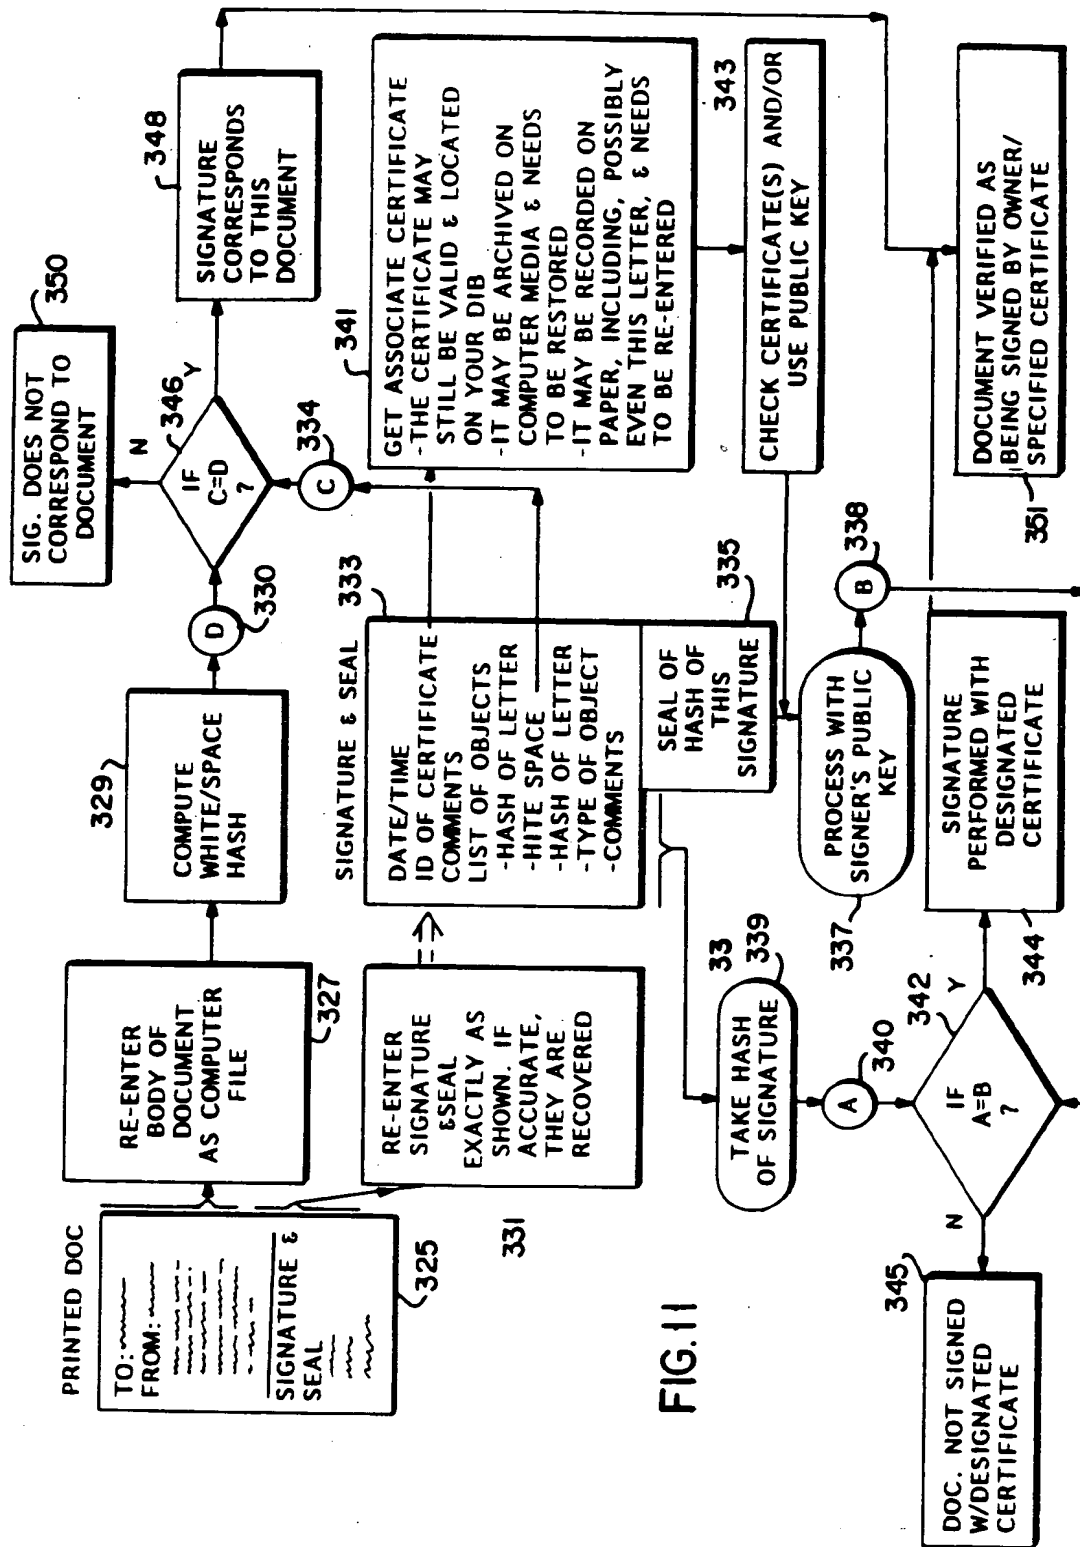 PRINTED DOC
TO:
FROM:
SIGNATURE &
SEAL
325
RE-ENTER
BODY OF
DOCUMENT
AS COMPUTER
FILE
327
COMPUTE
WHITE/SPACE
HASH
329
D
330
IF
C=D
?
346
N
Y
SIG. DOES NOT
CORRESPOND TO
DOCUMENT
350
SIGNATURE
CORRESPONDS
TO THIS
DOCUMENT
348
C
334
RE-ENTER
SIGNATURE
&SEAL
EXACTLY AS
SHOWN. IF
ACCURATE,
THEY ARE
RECOVERED
331
SIGNATURE & SEAL
333
DATE/TIME
ID OF CERTIFICATE
COMMENTS
LIST OF OBJECTS
-HASH OF LETTER
-HITE SPACE
-HASH OF LETTER
-TYPE OF OBJECT
-COMMENTS
SEAL OF
HASH OF
THIS
SIGNATURE
335
341
GET ASSOCIATE CERTIFICATE
-THE CERTIFICATE MAY
STILL BE VALID & LOCATED
ON YOUR DIB
-IT MAY BE ARCHIVED ON
COMPUTER MEDIA & NEEDS
TO BE RESTORED
-IT MAY BE RECORDED ON
PAPER, INCLUDING, POSSIBLY
EVEN THIS LETTER, & NEEDS
TO BE RE-ENTERED
343
CHECK CERTIFICATE(S) AND/OR
USE PUBLIC KEY
33
339
TAKE HASH
OF SIGNATURE
A
340
PROCESS WITH
SIGNER'S PUBLIC
KEY
337
B
338
IF
A=B
?
342
N
Y
345
DOC. NOT SIGNED
W/DESIGNATED
CERTIFICATE
SIGNATURE
PERFORMED WITH
DESIGNATED
CERTIFICATE
344
DOCUMENT VERIFIED AS
BEING SIGNED BY OWNER/
SPECIFIED CERTIFICATE
351
FIG.11